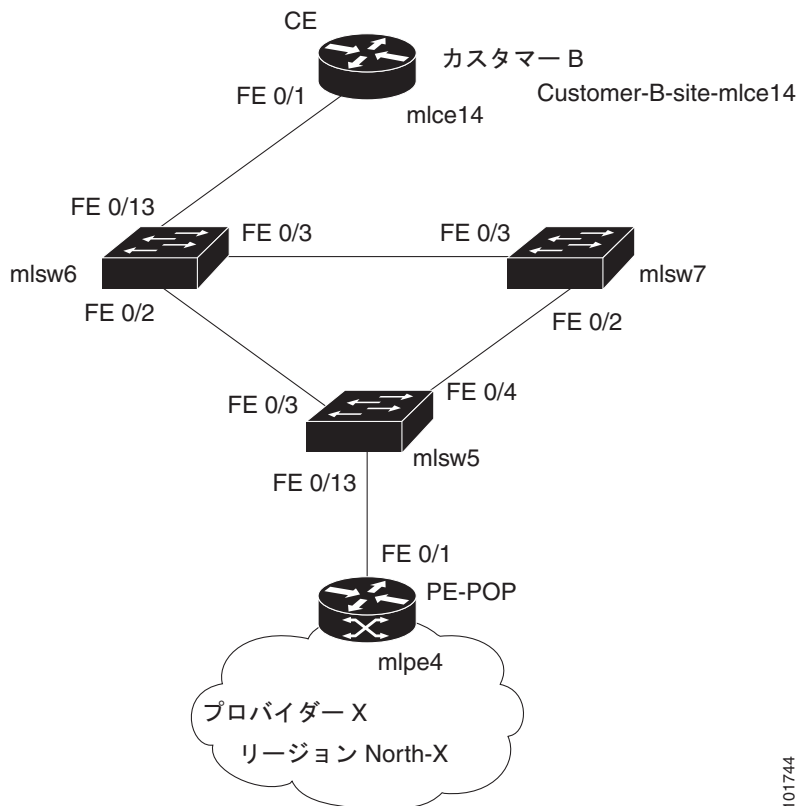 CE
カスタマー B
Customer-B-site-mlce14
FE 0/1
mlce14
FE 0/13
FE 0/3
FE 0/3
mlsw6
mlsw7
FE 0/2
FE 0/2
FE 0/3
FE 0/4
mlsw5
FE 0/13
FE 0/1
PE-POP
mlpe4
プロバイダー X
リージョン North-X
101744